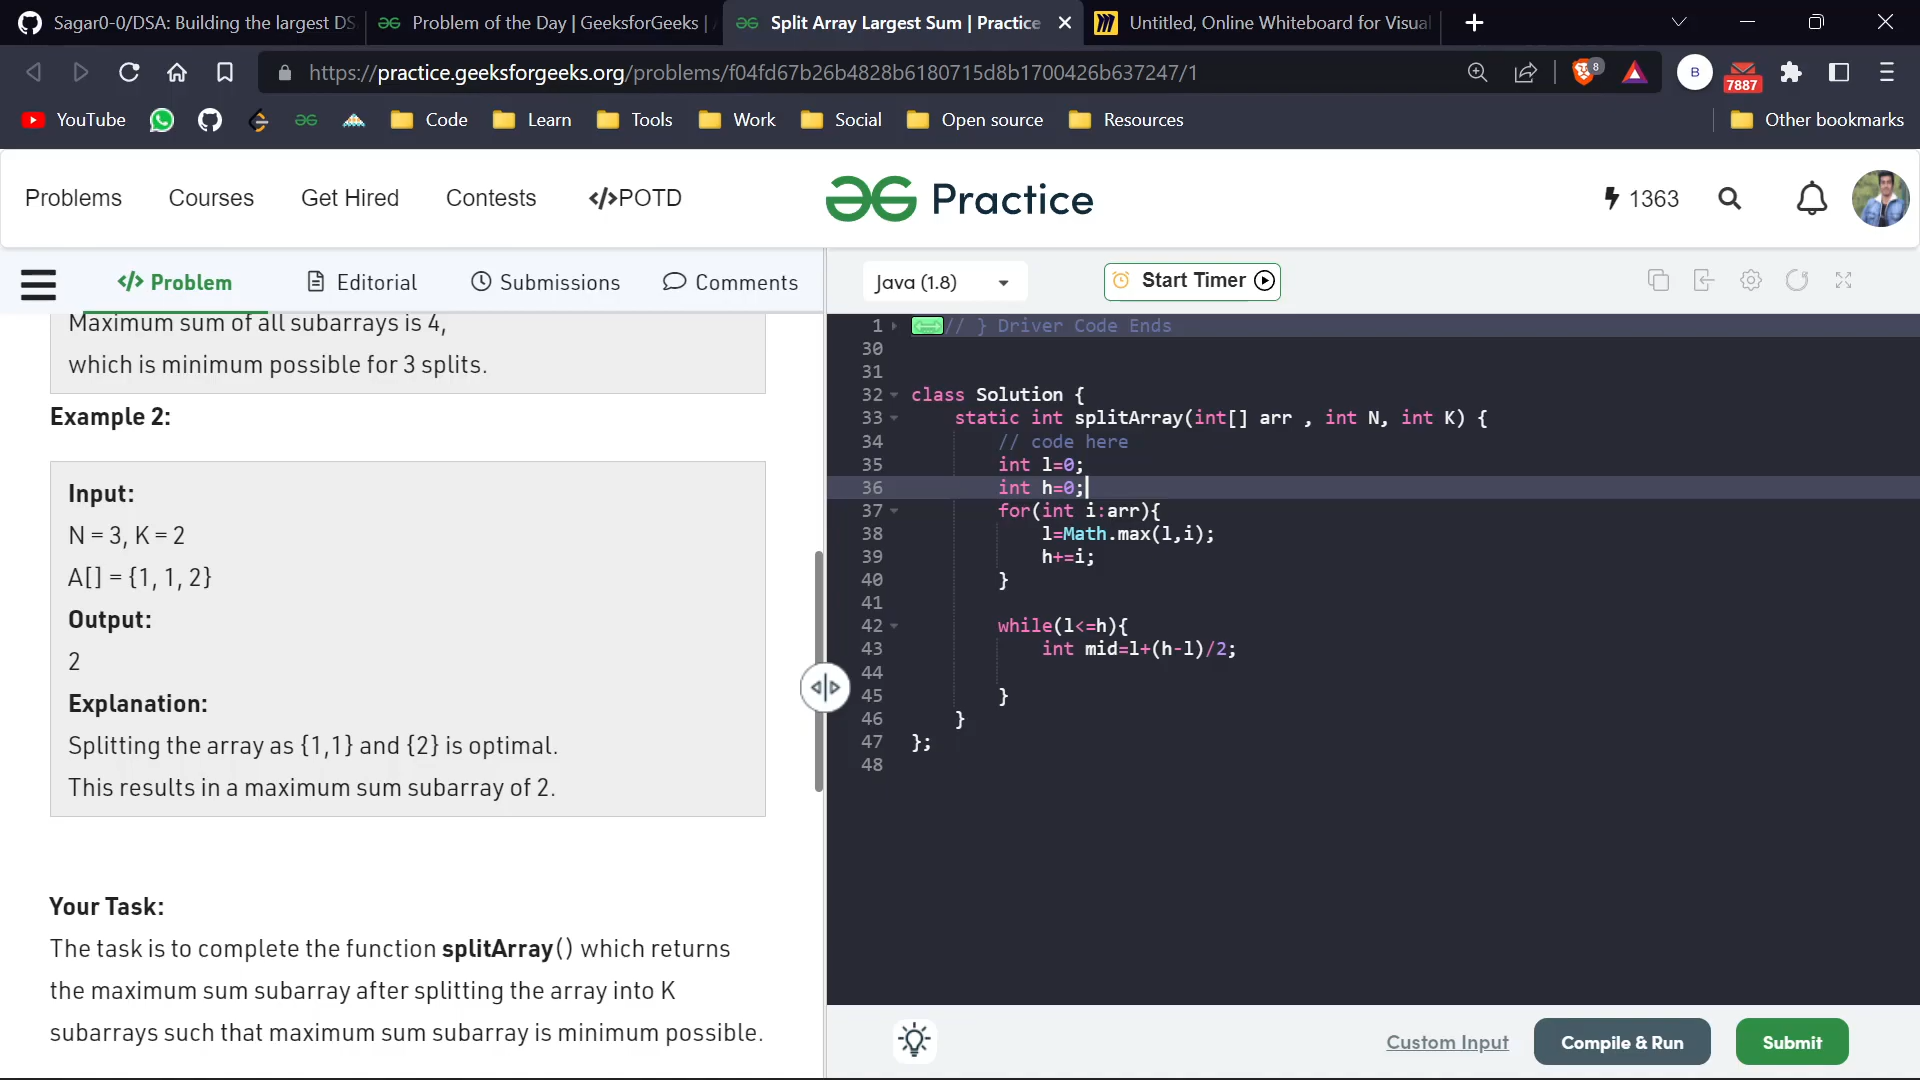 Sagar0-0/DSA: Building the largest DS
Problem of the Day | GeeksforGeeks |
Split Array Largest Sum | Practice
Untitled, Online Whiteboard for Visual
https://practice.geeksforgeeks.org/problems/f04fd67b26b4828b6180715d8b1700426b637247/1
8
B
7887
YouTube
Code
Learn
Tools
Work
Social
Open source
Resources
Other bookmarks
Problems
Courses
Get Hired
Contests
</>POTD
Practice
1363
</> Problem
Editorial
Submissions
Comments
Java (1.8)
Start Timer
Maximum sum of all subarrays is 4,
which is minimum possible for 3 splits.
Example 2:
Input:
N = 3, K = 2
A[] = {1, 1, 2}
Output:
2
Explanation:
Splitting the array as {1,1} and {2} is optimal.
This results in a maximum sum subarray of 2.
Your Task:
The task is to complete the function splitArray() which returns
the maximum sum subarray after splitting the array into K
subarrays such that maximum sum subarray is minimum possible.
1 // } Driver Code Ends
30
31
32 class Solution {
33 static int splitArray(int[] arr , int N, int K) {
34 // code here
35 int l=0;
36 int h=0;
37 for(int i:arr){
38 l=Math.max(l,i);
39 h+=i;
40 }
41
42 while(l<=h){
43 int mid=l+(h-l)/2;
44
45 }
46 }
47 };
48
Custom Input
Compile & Run
Submit